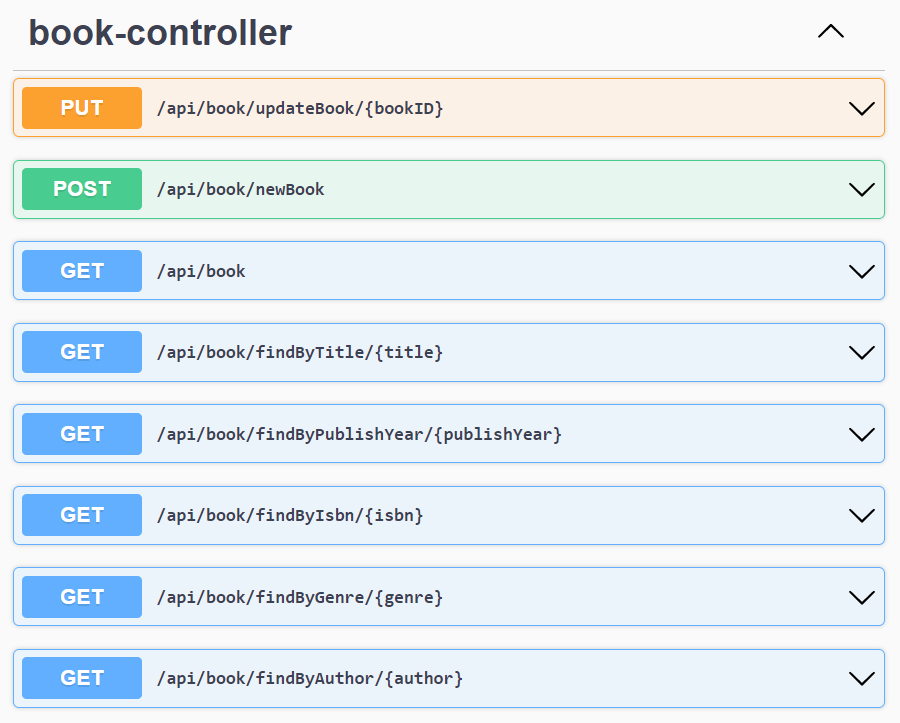 book-controller
PUT /api/book/updateBook/{bookID}
POST /api/book/newBook
GET /api/book
GET /api/book/findByTitle/{title}
GET /api/book/findByPublishYear/{publishYear}
GET /api/book/findByIsbn/{isbn}
GET /api/book/findByGenre/{genre}
GET /api/book/findByAuthor/{author}